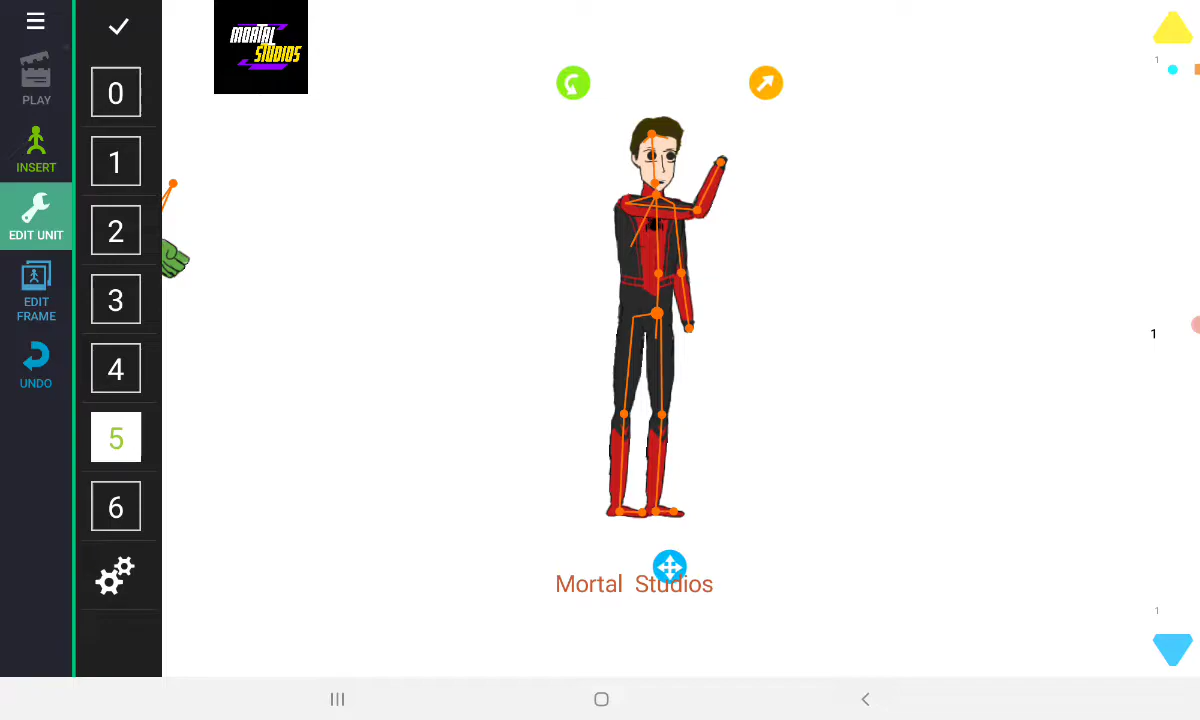 PLAY
INSERT
EDIT UNIT
EDIT
FRAME
UNDO
0
1
2
3
4
5
6
MORTAL
STUDIOS
Mortal Studios
1
1
1